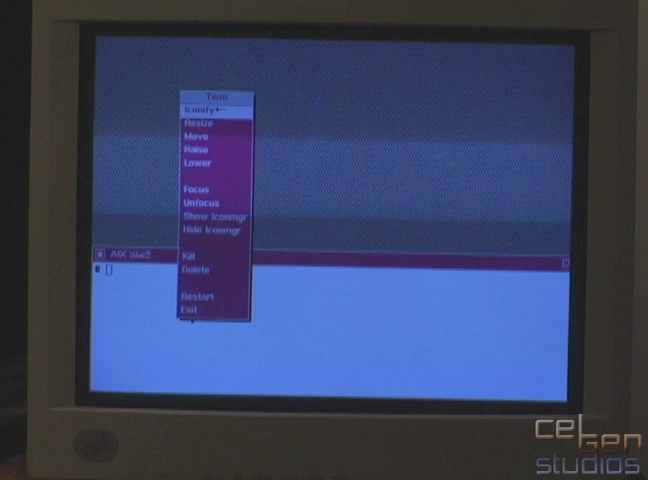 Twm
Iconify
Resize
Move
Raise
Lower
Focus
Unfocus
Show Iconmgr
Hide Iconmgr
Kill
Delete
Restart
Exit
AIX Shell
# []
cel gen
studios